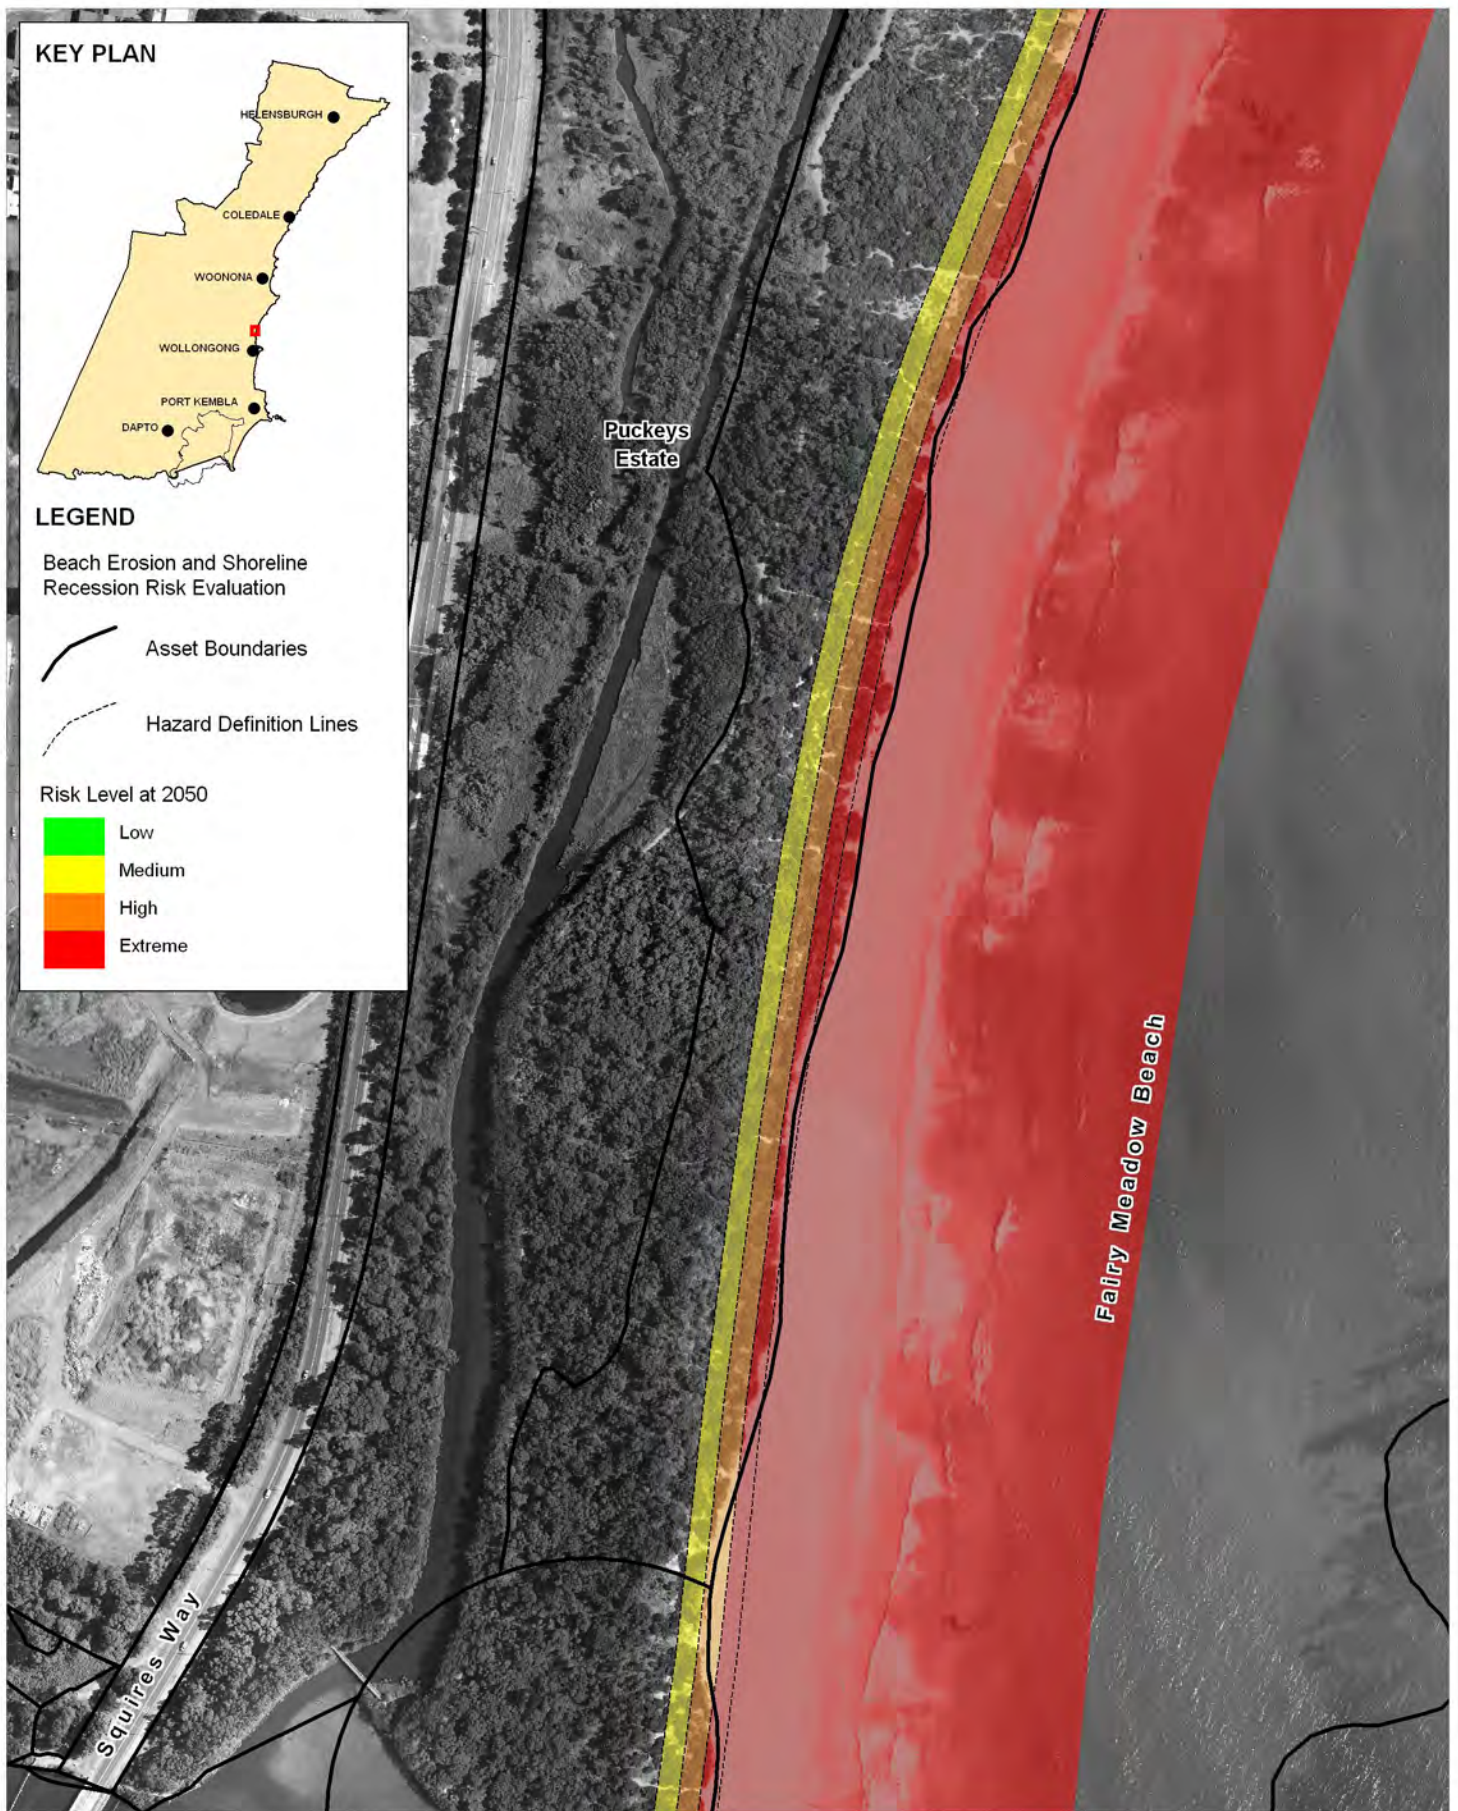 KEY PLAN
HELENSBURGH
COLEDALE
WOONONA
WOLLONGONG
PORT KEMBLA
DAPTO
LEGEND
Beach Erosion and Shoreline
Recession Risk Evaluation
Asset Boundaries
Hazard Definition Lines
Risk Level at 2050
Low
Medium
High
Extreme
Puckeys
Estate
Fairy Meadow Beach
Squires Way